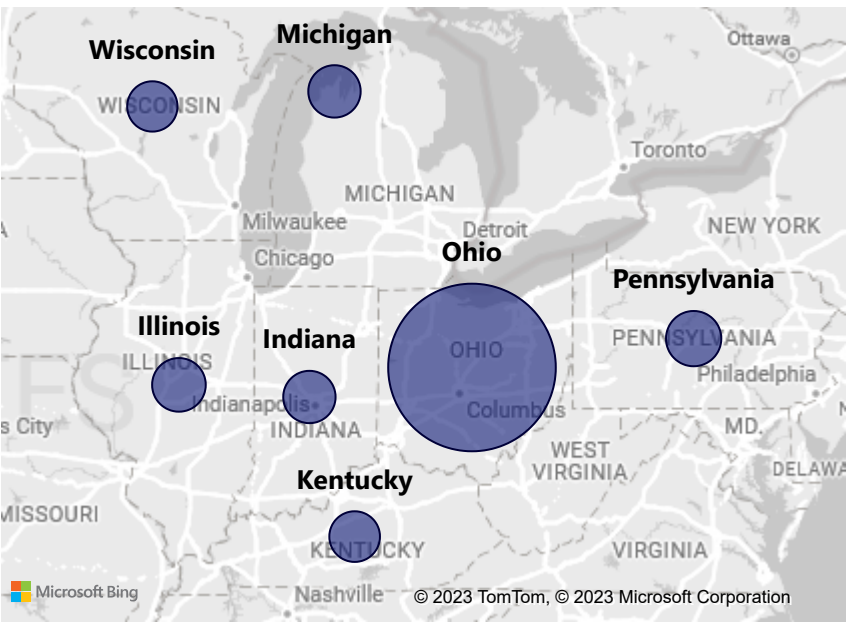 Michigan
Ottawa
Wisconsin
WISCONSIN
Toronto
MICHIGAN
Milwaukee
Detroit
NEW YORK
Ohio
Chicago
Pennsylvania
Illinois
Indiana
PENNSYLVANIA
OHIO
ILLINOIS
Philadelphia
Indianapolis
Columbus
s City
INDIANA
MD.
WEST
VIRGINIA
DELAWA
Kentucky
MISSOURI
KENTUCKY
VIRGINIA
Microsoft Bing
Nashville
© 2023 TomTom, © 2023 Microsoft Corporation